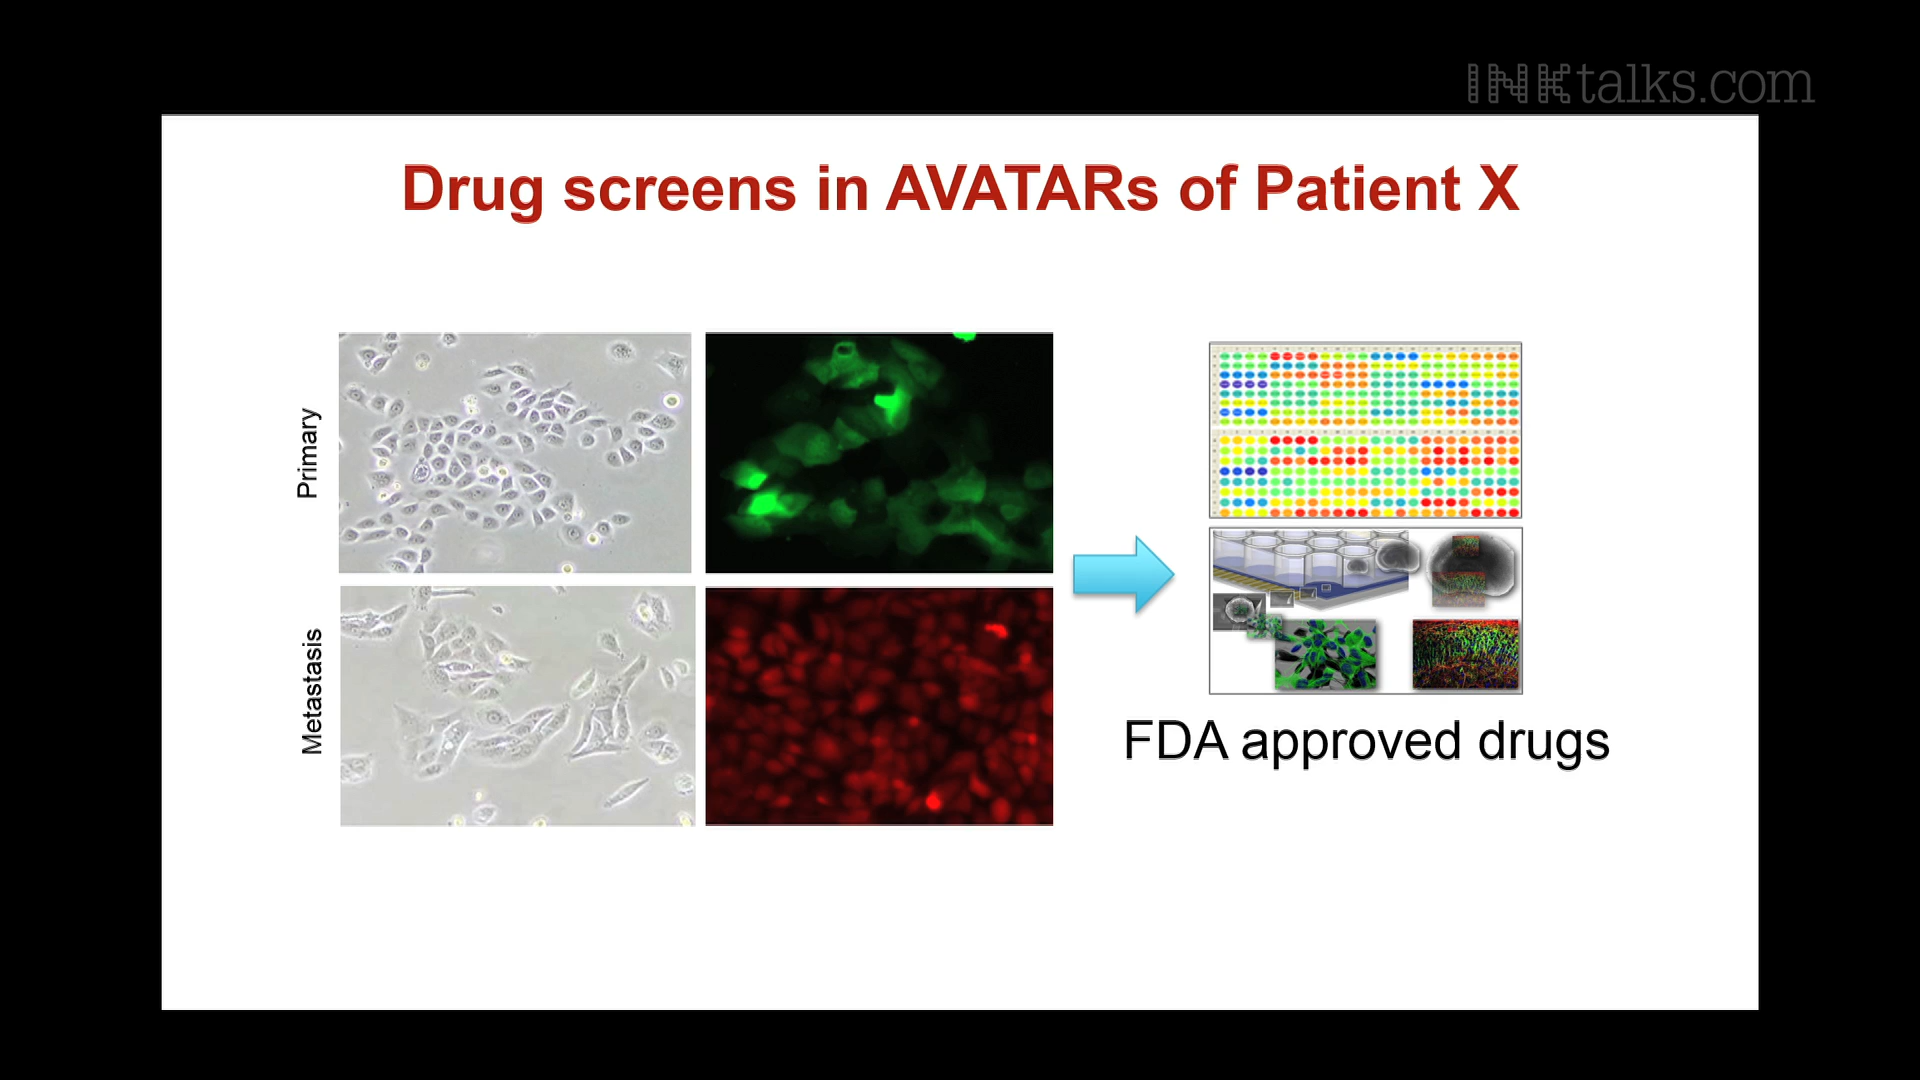 INKtalks.com
Drug screens in AVATARs of Patient X
Primary
Metastasis
FDA approved drugs